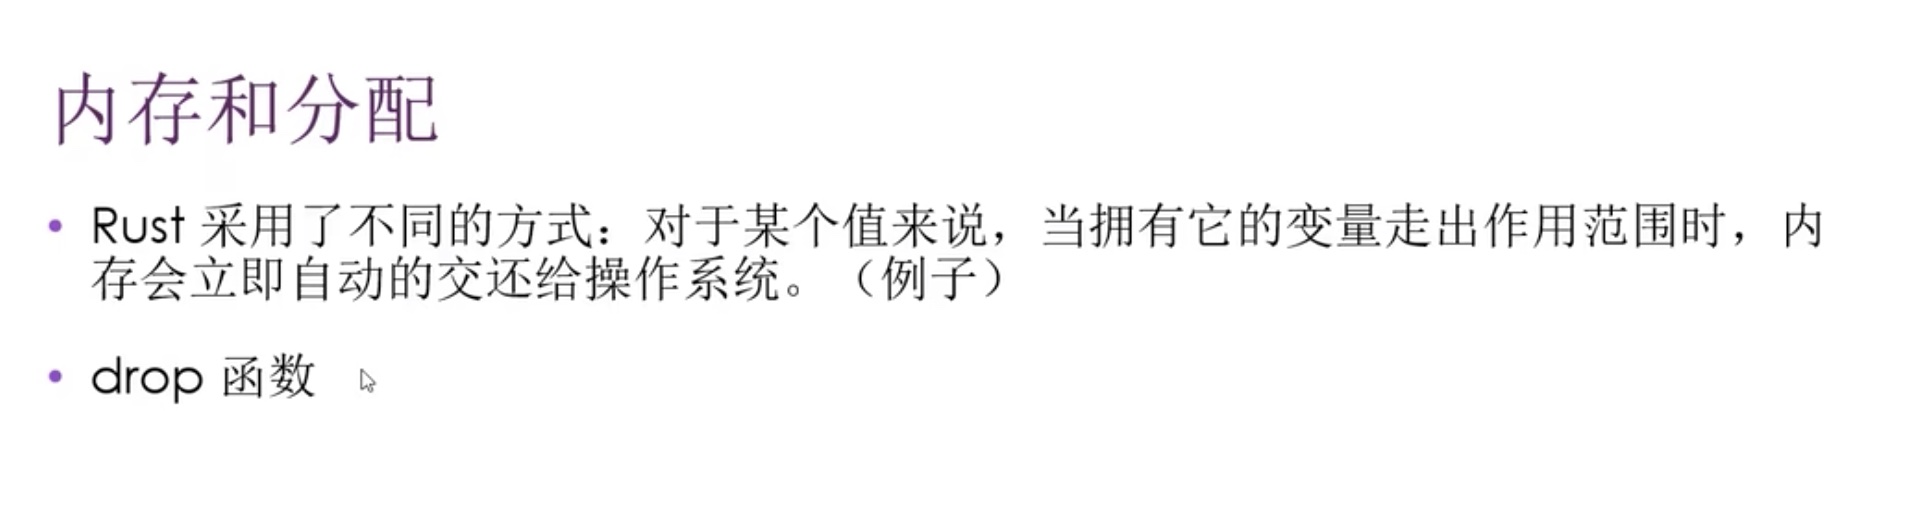 内存和分配
• Rust 采用了不同的方式：对于某个值来说，当拥有它的变量走出作用范围时，内
存会立即自动的交还给操作系统。（例子）
• drop 函数